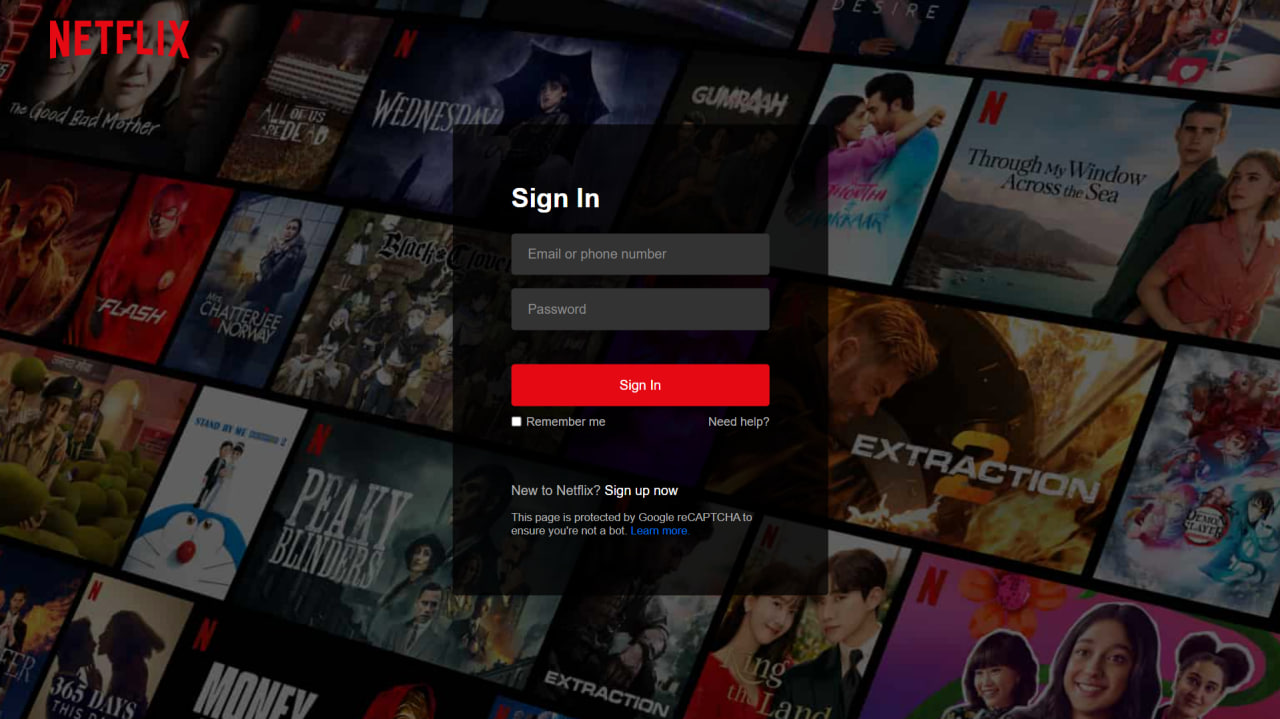 NETFLIX
DESIRE
The Good Bad Mother
ALL OF US
ARE DEAD
WEDNESDAY
GUMRAAH
Through My Window
Across the Sea
FLASH
Mrs.
CHATTERJEE
NORWAY
Black Clover
Sign In
Email or phone number
Password
Sign In
Remember me
Need help?
STAND BY ME
2
PEAKY
BLINDERS
EXTRACTION
2
New to Netflix? Sign up now
This page is protected by Google reCAPTCHA to
ensure you're not a bot. Learn more.
DEMON
SLAYER
365 DAYS
MONEY
EXTRACTION
King
the Land